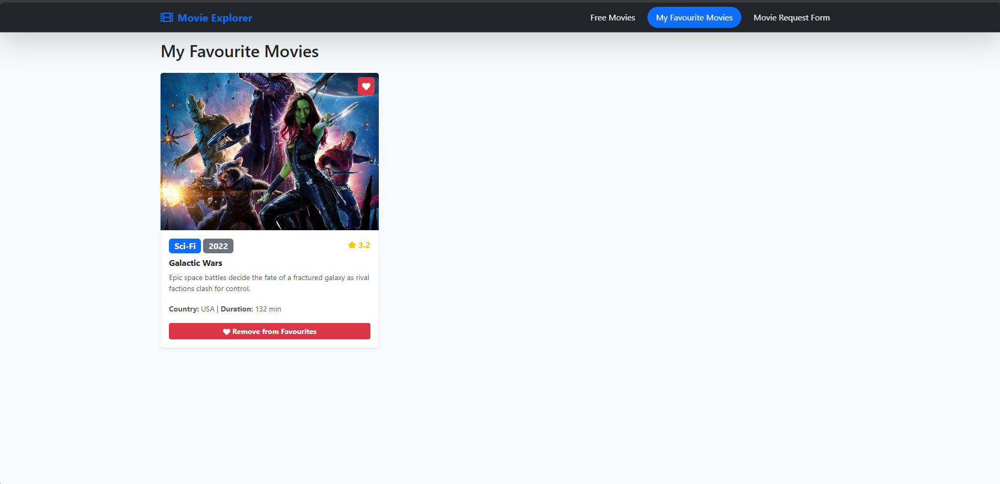 Movie Explorer
Free Movies
My Favourite Movies
Movie Request Form
My Favourite Movies
Sci-Fi 2022 3.2
Galactic Wars
Epic space battles decide the fate of a fractured galaxy as rival
factions clash for control.
Country: USA | Duration: 132 min
Remove from Favourites